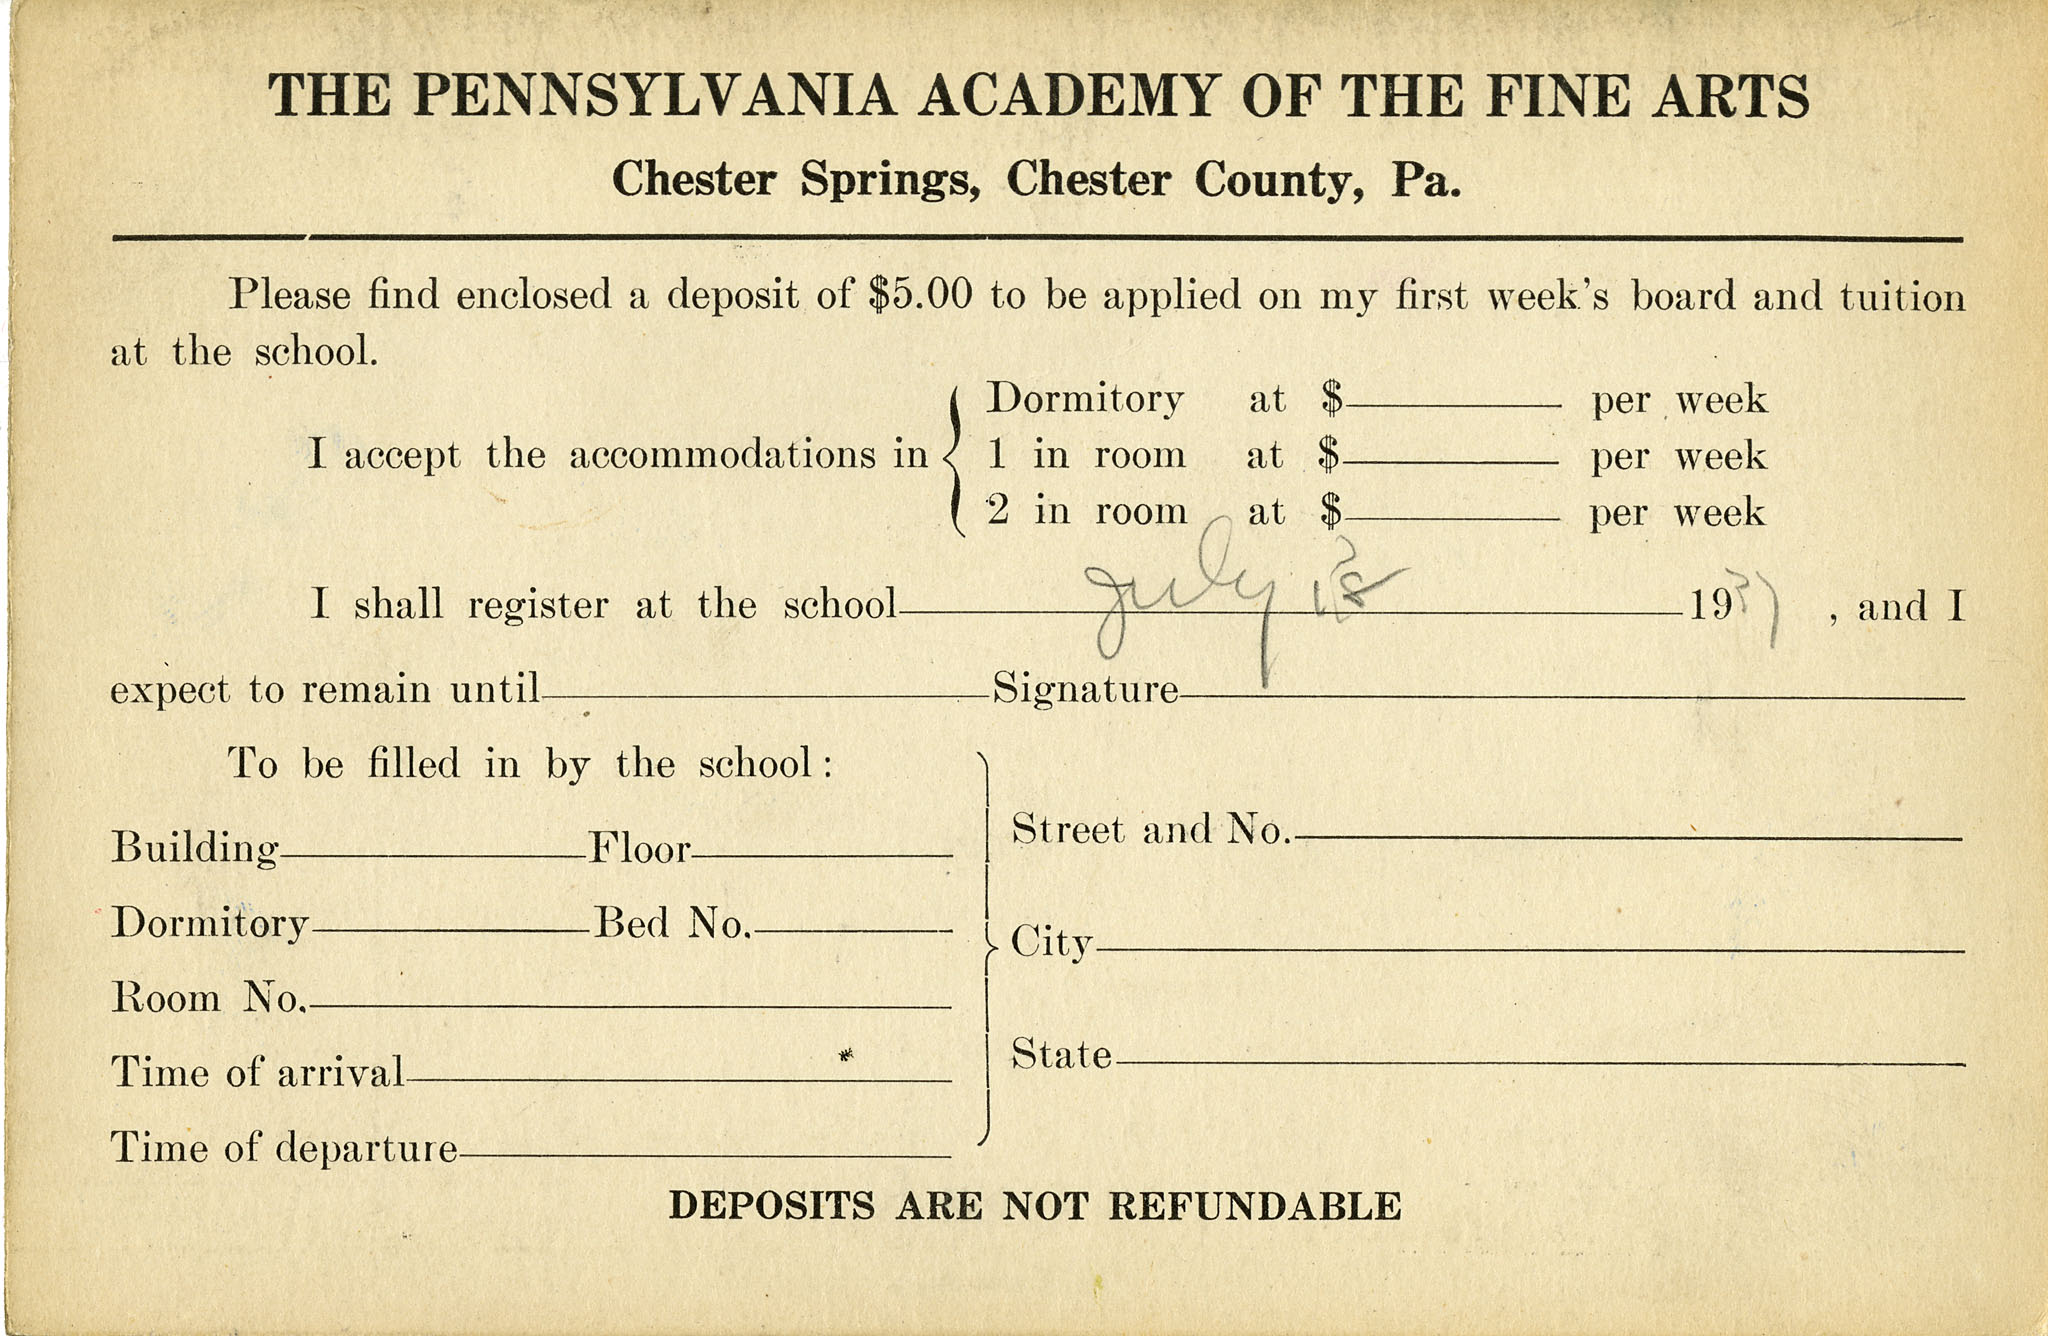 THE PENNSYLVANIA ACADEMY OF THE FINE ARTS
Chester Springs, Chester County, Pa.
Please find enclosed a deposit of $5.00 to be applied on my first week's board and tuition
at the school.
Dormitory at $ per week
I accept the accommodations in 1 in room at $ per week
2 in room at $ per week
I shall register at the school July 1937, and I
expect to remain until Signature
To be filled in by the school:
Building Floor
Dormitory Bed No.
Room No.
Time of arrival
Time of departure
Street and No.
City
State
DEPOSITS ARE NOT REFUNDABLE